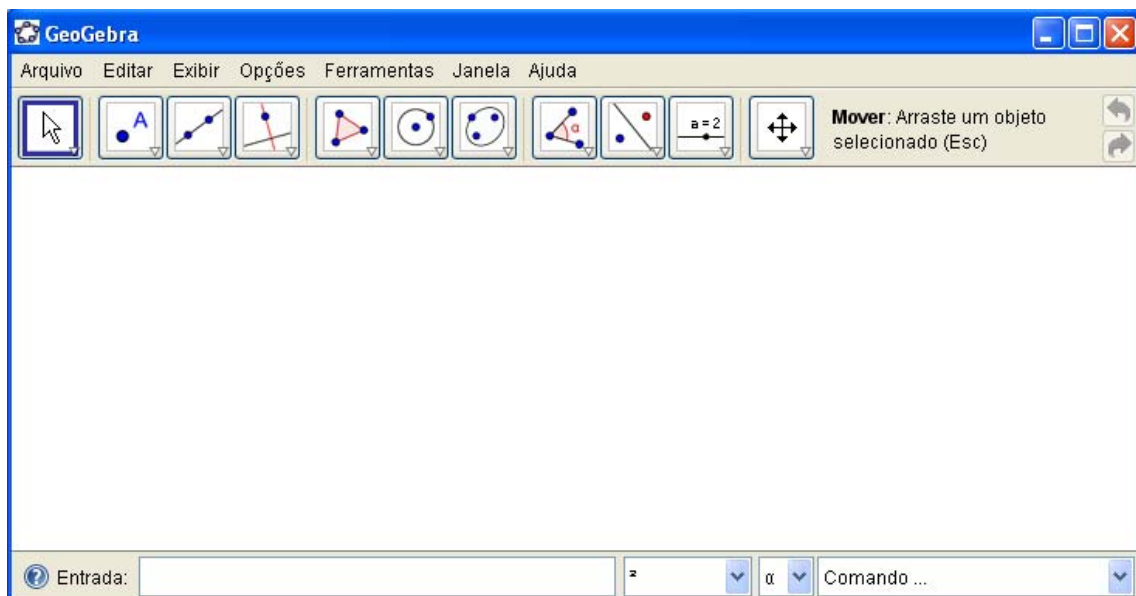 GeoGebra
Arquivo Editar Exibir Opções Ferramentas Janela Ajuda
A
α
a = 2
Mover: Arraste um objeto
selecionado (Esc)
Entrada: ² α Comando ...